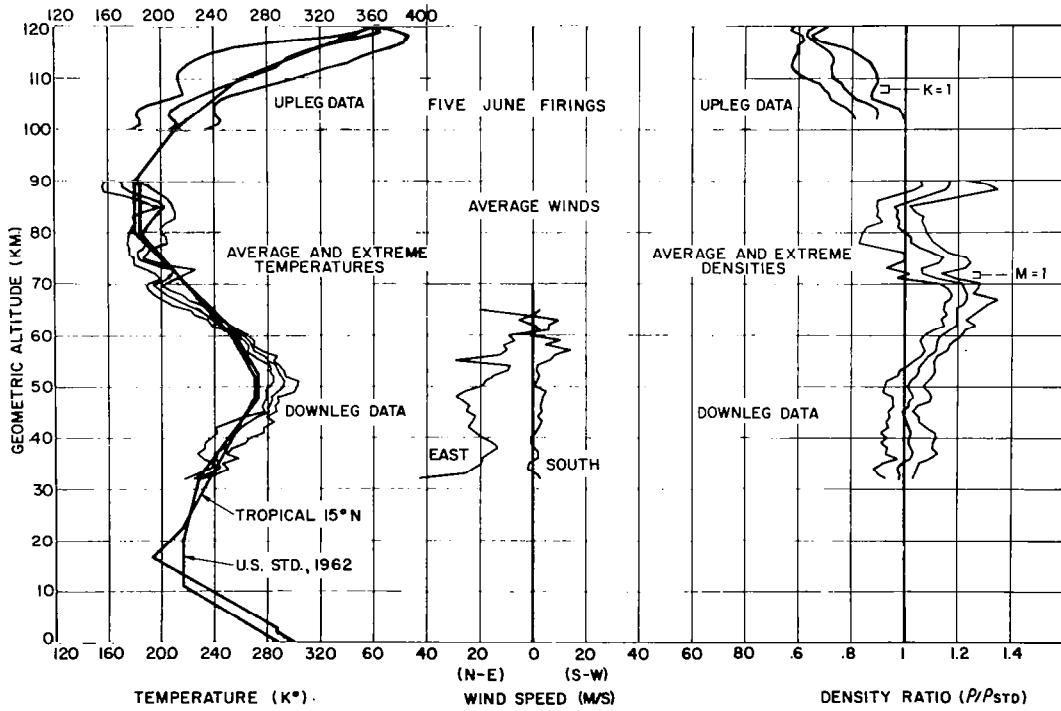 160 200 240 280 320 360 400
120
110
100
90
80
70
60
50
40
30
20
10
0
GEOMETRIC ALTITUDE (KM.)
UPLEG DATA
FIVE JUNE FIRINGS
UPLEG DATA
K=1
AVERAGE WINDS
AVERAGE AND EXTREME
TEMPERATURES
AVERAGE AND EXTREME
DENSITIES
M=1
DOWNLEG DATA
DOWNLEG DATA
EAST
SOUTH
TROPICAL 15° N
U.S. STD., 1962
120 160 200 240 280 320 40 20 0 20 40 60 80 .6 .8 1 1.2 1.4
(N-E) (S-W)
TEMPERATURE (K°).
WIND SPEED (M/S)
DENSITY RATIO (ρ/ρSTD)